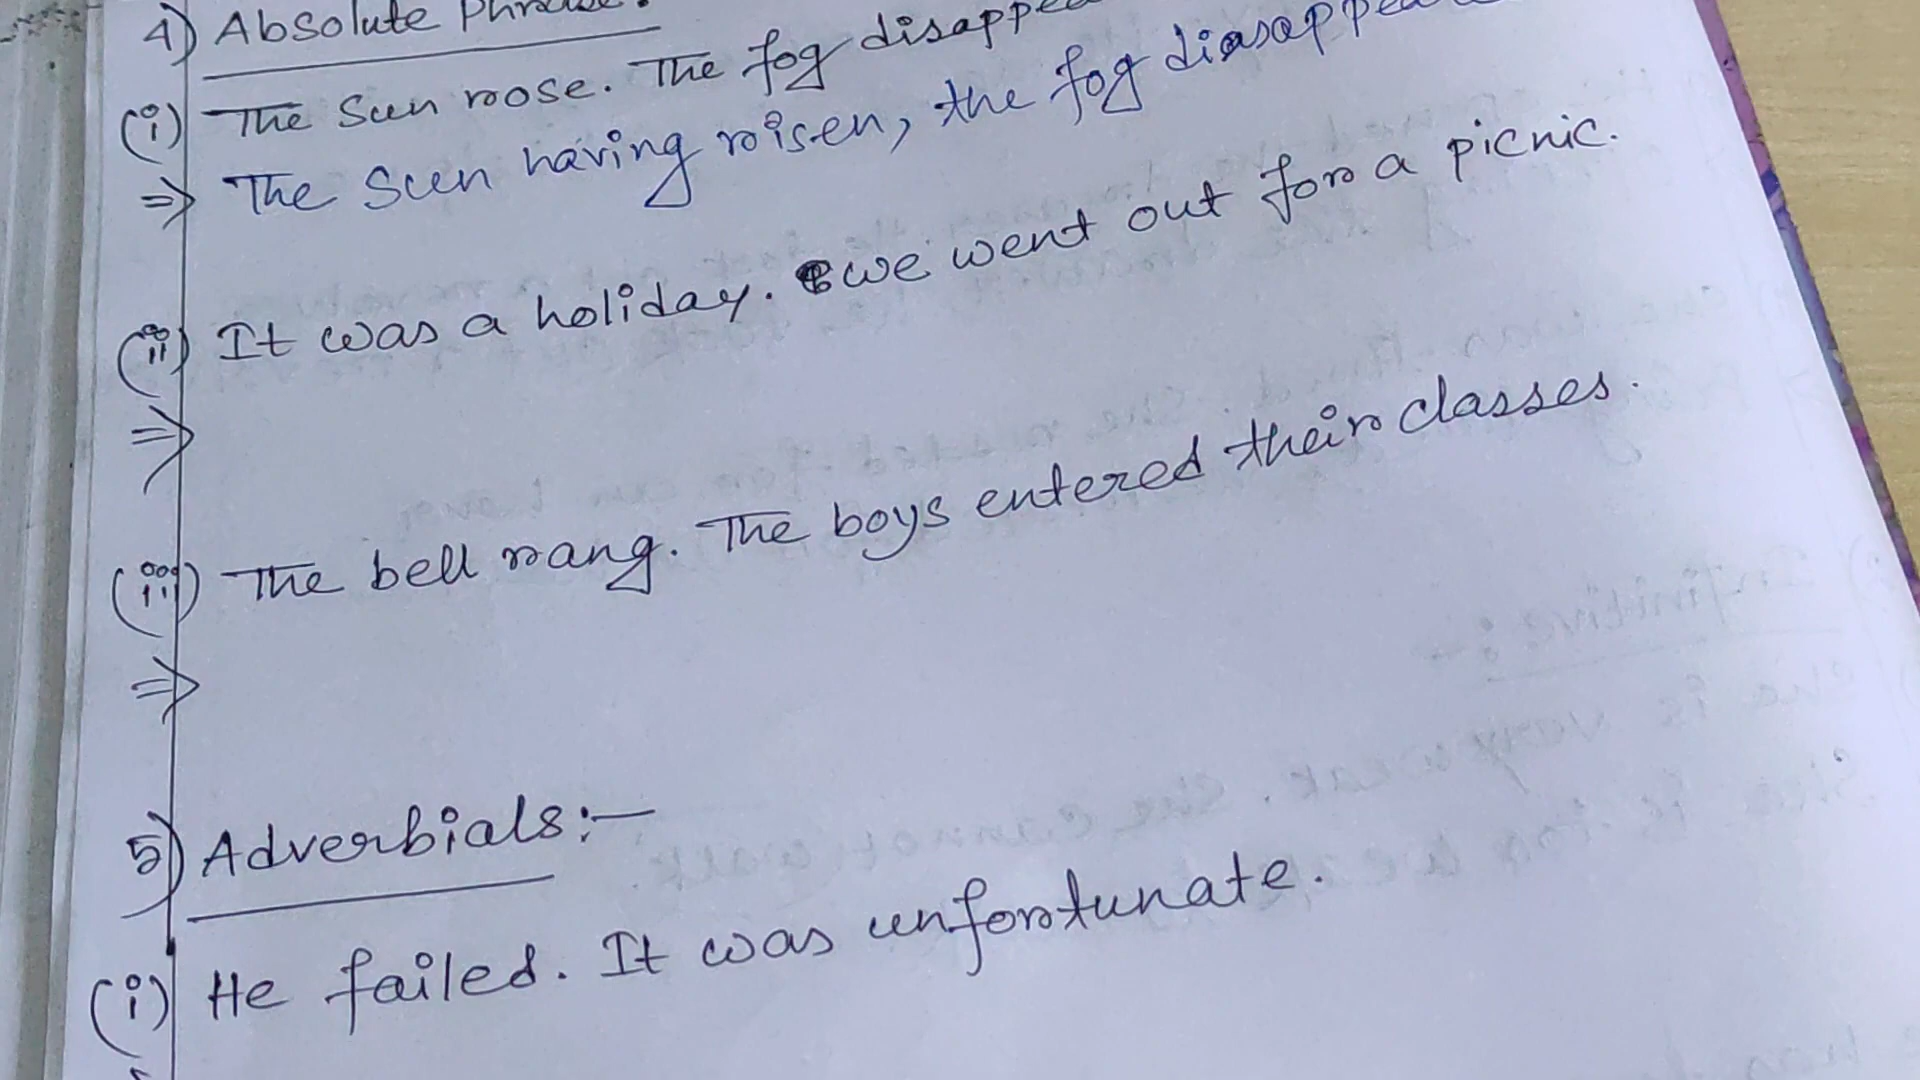 4) Absolute Phrase:
(i) The Sun rose. The fog
⇒ The Sun having risen, the fog
(ii) It was a holiday. we went out for a picnic.
⇒
(iii) The bell rang. The boys entered their classes.
⇒
5) Adverbials:—
(i) He failed. It was unfortunate.